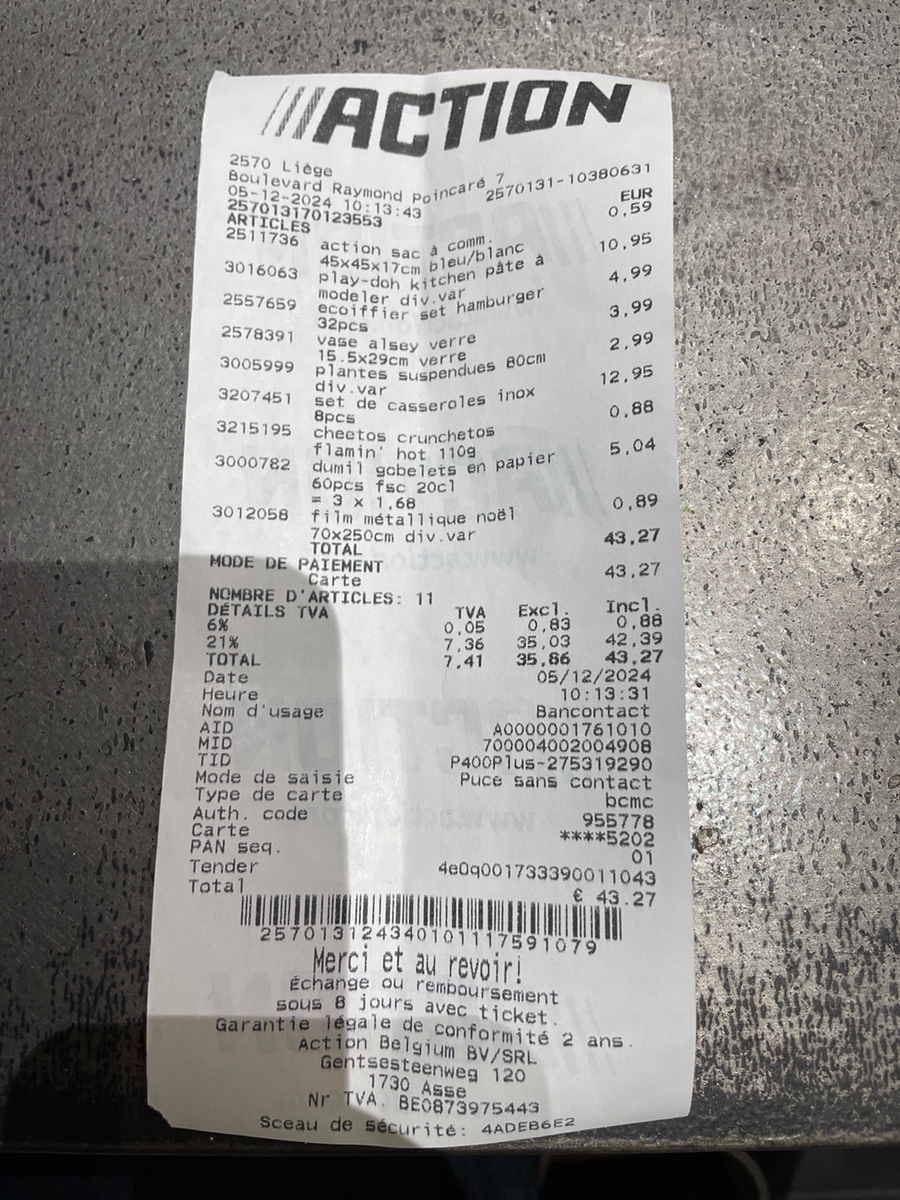 ///ACTION
2570 Liège
Boulevard Raymond Poincaré 7
05-12-2024 10:13:43 2570131-10380631
257013170123553 EUR
ARTICLES
2511736 action sac à comm. 0,59
45x45x17cm bleu/blanc
3016063 play-doh kitchen pâte à 10,95
modeler div.var
2557659 ecoiffier set hamburger 4,99
32pcs
2578391 vase alsey verre 3,99
15.5x29cm verre
3005999 plantes suspendues 80cm 2,99
div.var
3207451 set de casseroles inox 12,95
8pcs
3215195 cheetos crunchetos 0,88
flamin' hot 110g
3000782 dumil gobelets en papier 5,04
60pcs fsc 20cl
= 3 x 1,68
3012058 film métallique noël 0,89
70x250cm div.var
TOTAL 43,27
MODE DE PAIEMENT
Carte 43,27
NOMBRE D'ARTICLES: 11
DÉTAILS TVA TVA Excl. Incl.
6% 0,05 0,83 0,88
21% 7,36 35,03 42,39
TOTAL 7,41 35,86 43,27
Date 05/12/2024
Heure 10:13:31
Nom d'usage Bancontact
AID A0000001761010
MID 700004002004908
TID P400Plus-275319290
Mode de saisie Puce sans contact
Type de carte bcmc
Auth. code 955778
Carte ****5202
PAN seq. 01
Tender 4e0q001733390011043
Total € 43.27
2570131243401011117591079
Merci et au revoir!
Échange ou remboursement
sous 8 jours avec ticket.
Garantie légale de conformité 2 ans.
Action Belgium BV/SRL
Gentsesteenweg 120
1730 Asse
Nr TVA. BE0873975443
Sceau de sécurité: 4ADEB6E2